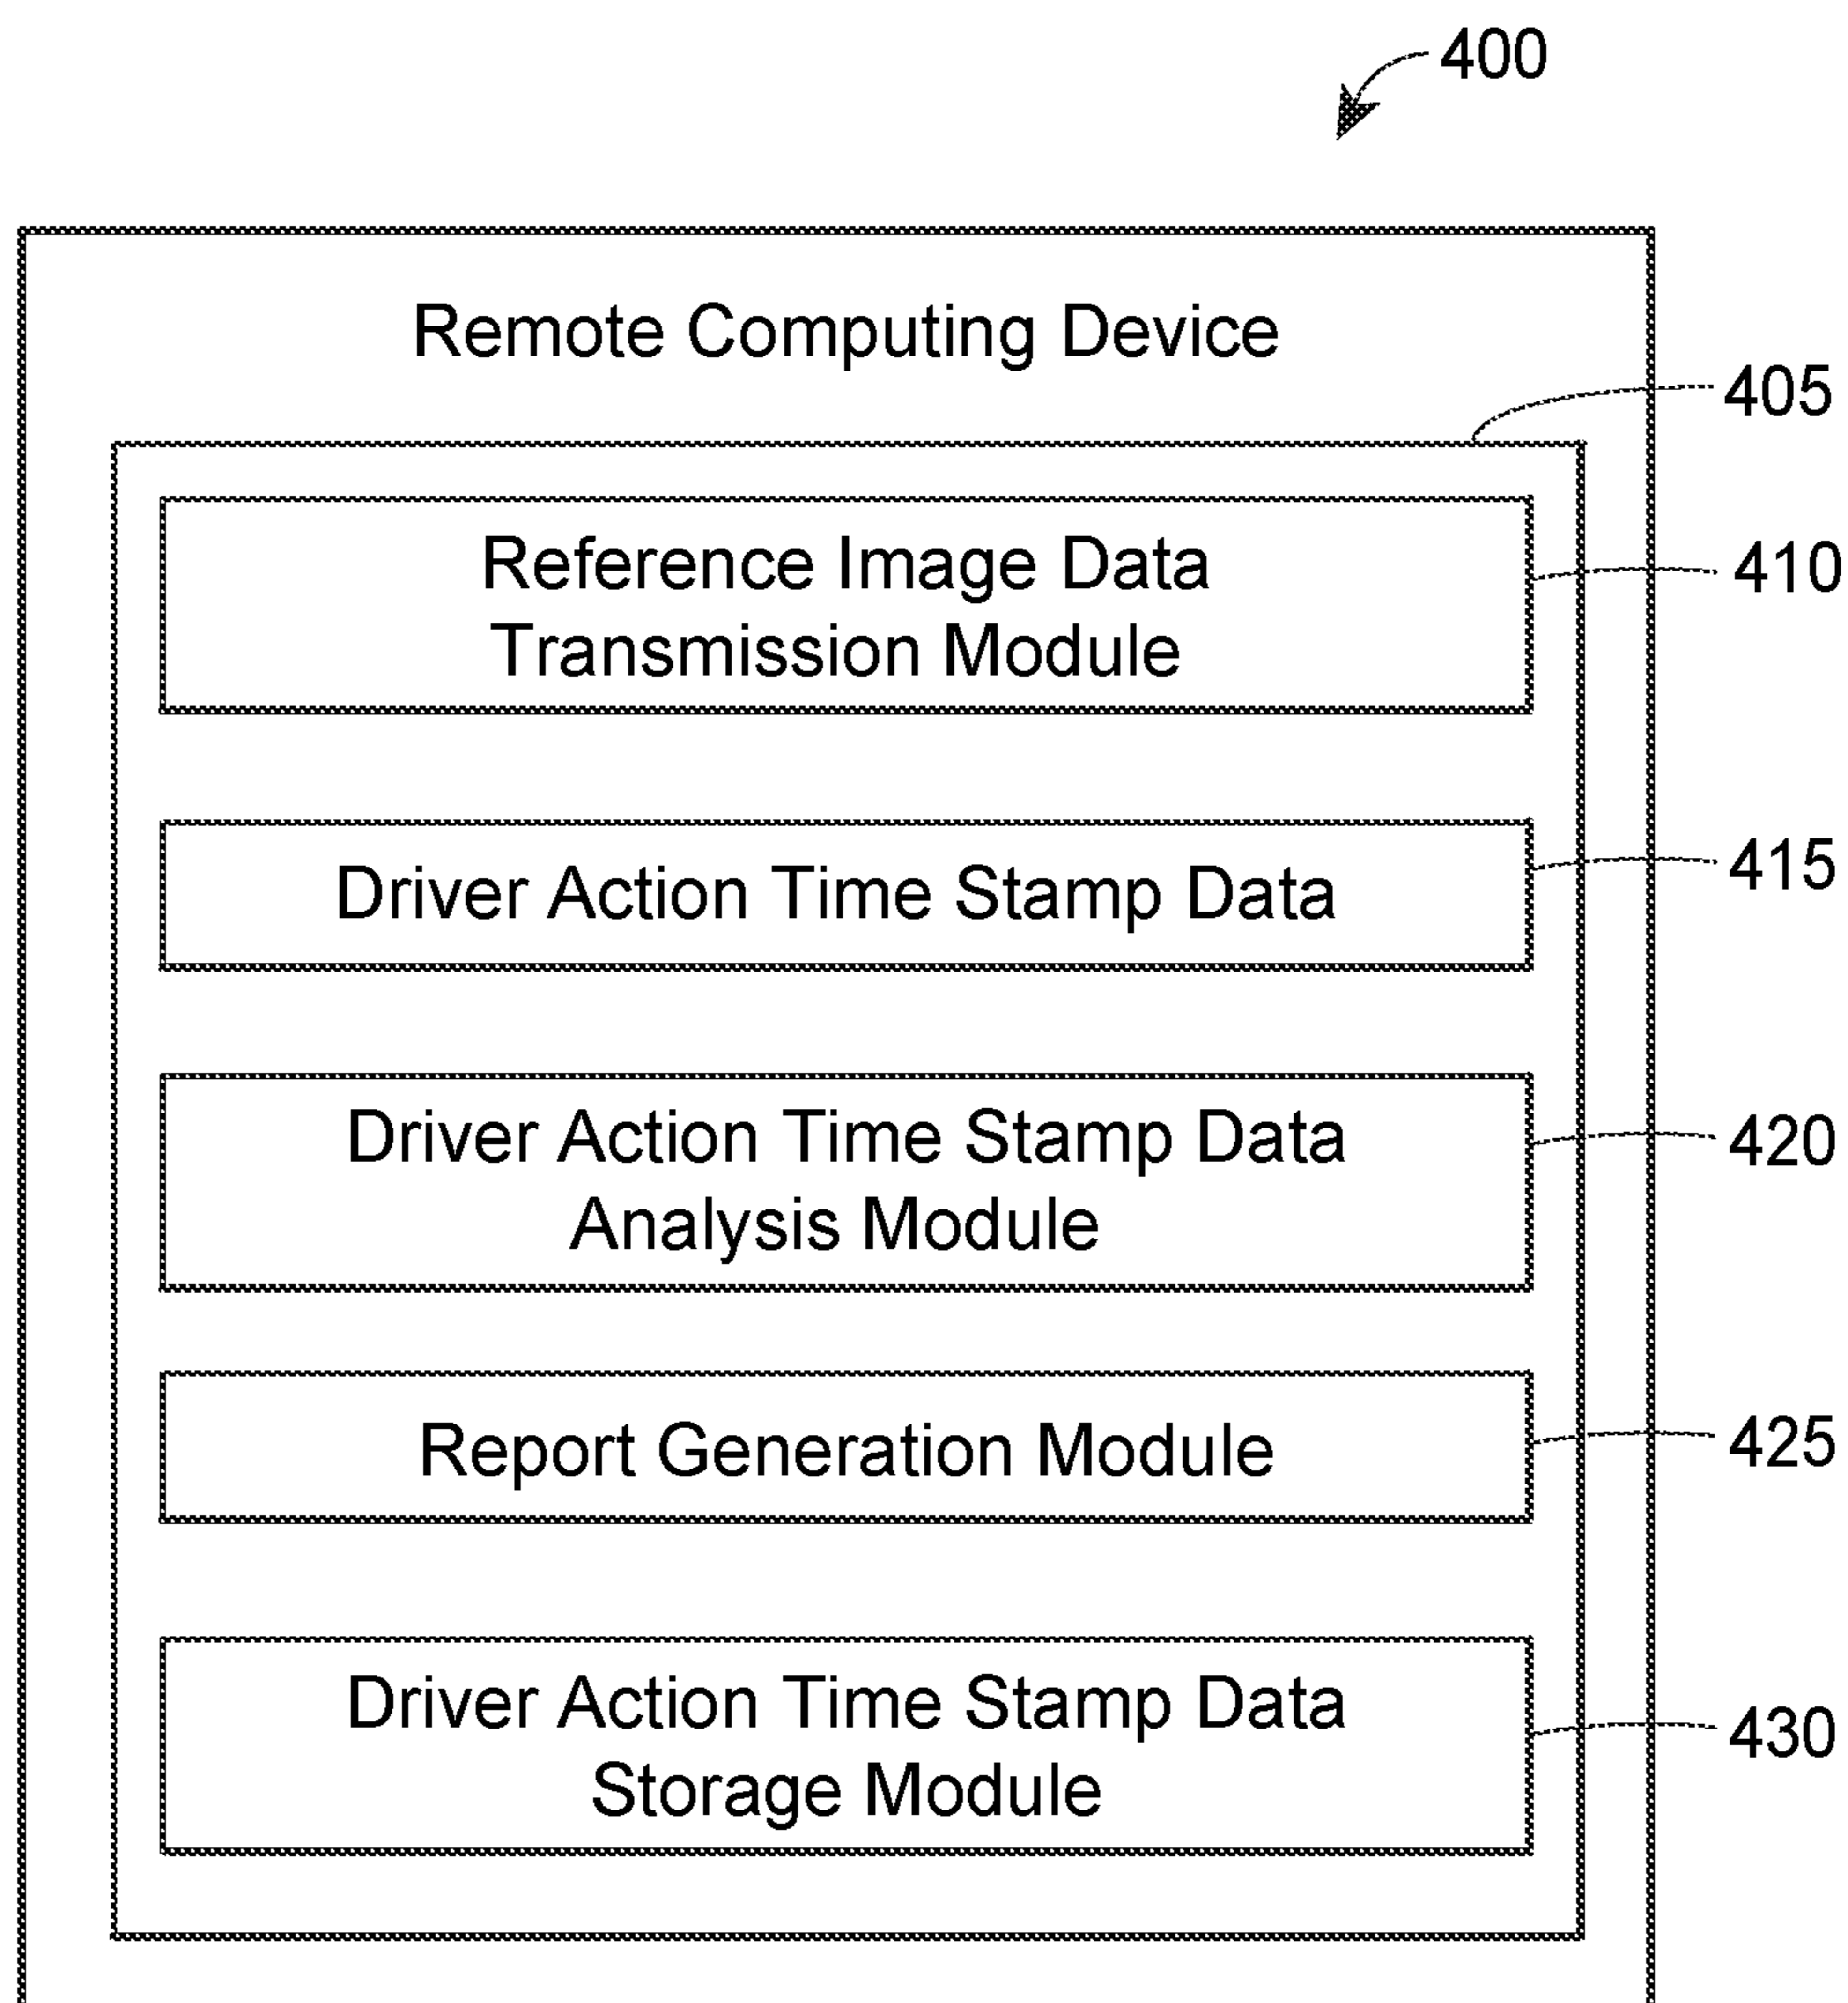 400
Remote Computing Device
405
Reference Image Data
Transmission Module
410
Driver Action Time Stamp Data
415
Driver Action Time Stamp Data
Analysis Module
420
Report Generation Module
425
Driver Action Time Stamp Data
Storage Module
430